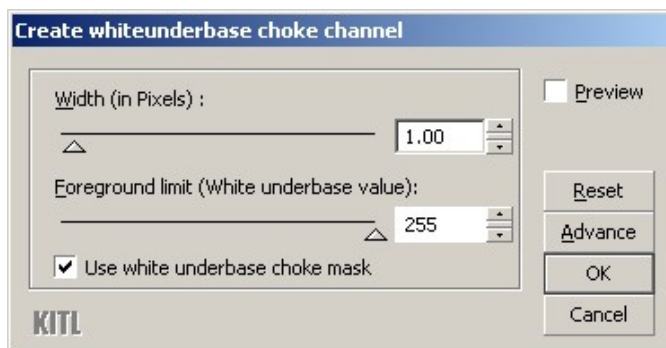 Create whiteunderbase choke channel
Width (in Pixels) :
1.00
Preview
Foreground limit (White underbase value):
255
Use white underbase choke mask
Reset
Advance
OK
Cancel
KITL